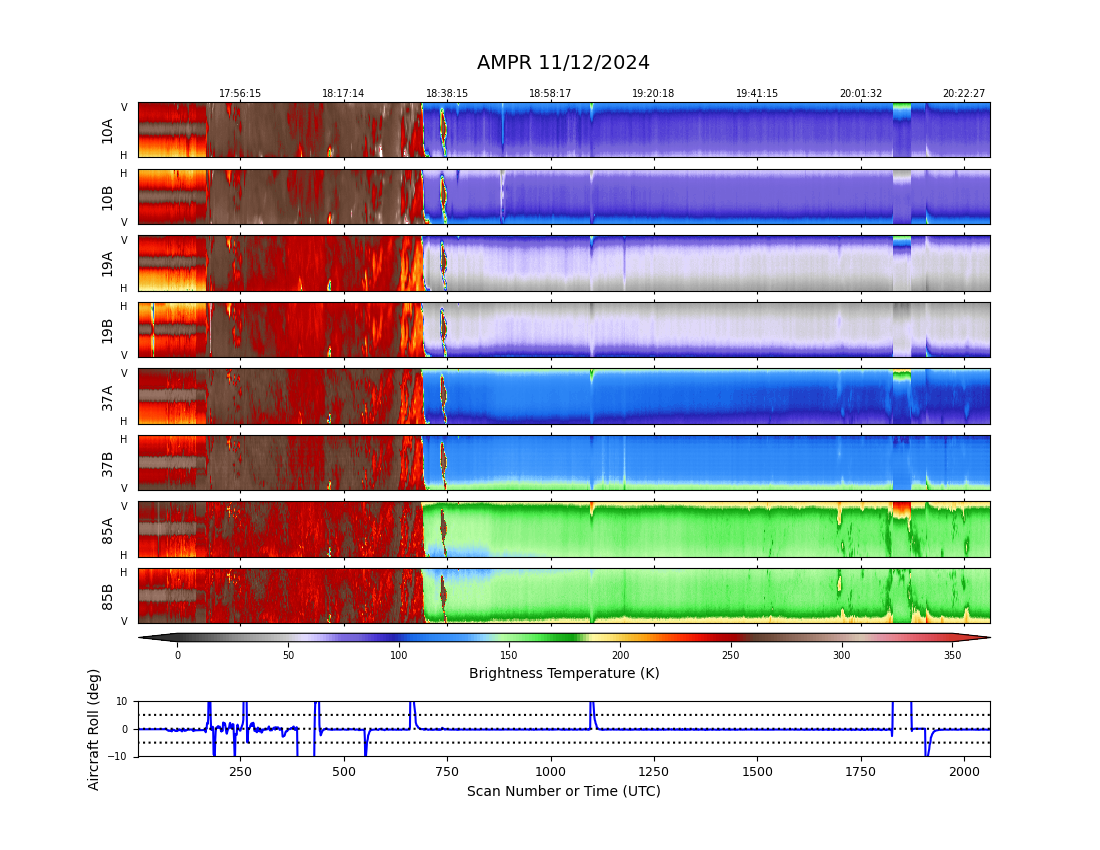 AMPR 11/12/2024
17:56:15 18:17:14 18:38:15 18:58:17 19:20:18 19:41:15 20:01:32 20:22:27
V
10A
H
H
10B
V
V
19A
H
H
19B
V
V
37A
H
H
37B
V
V
85A
H
H
85B
V
0 50 100 150 200 250 300 350
Brightness Temperature (K)
Aircraft Roll (deg)
10
0
−10
250 500 750 1000 1250 1500 1750 2000
Scan Number or Time (UTC)